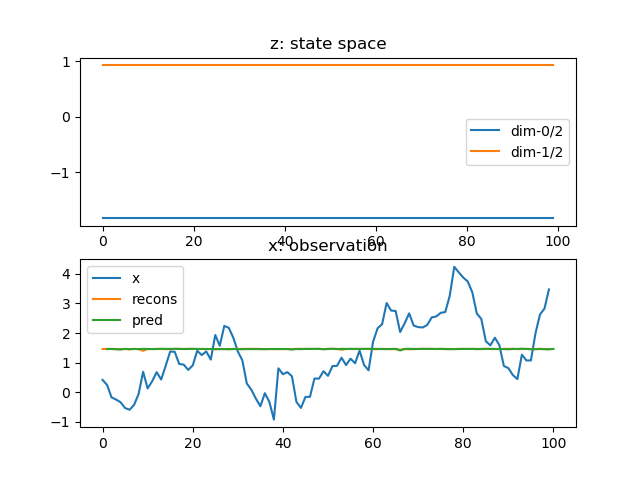 z: state space
1
0
−1
dim-0/2
dim-1/2
0 20 40 60 80 100
x: observation
4
3
2
1
0
−1
x
recons
pred
0 20 40 60 80 100